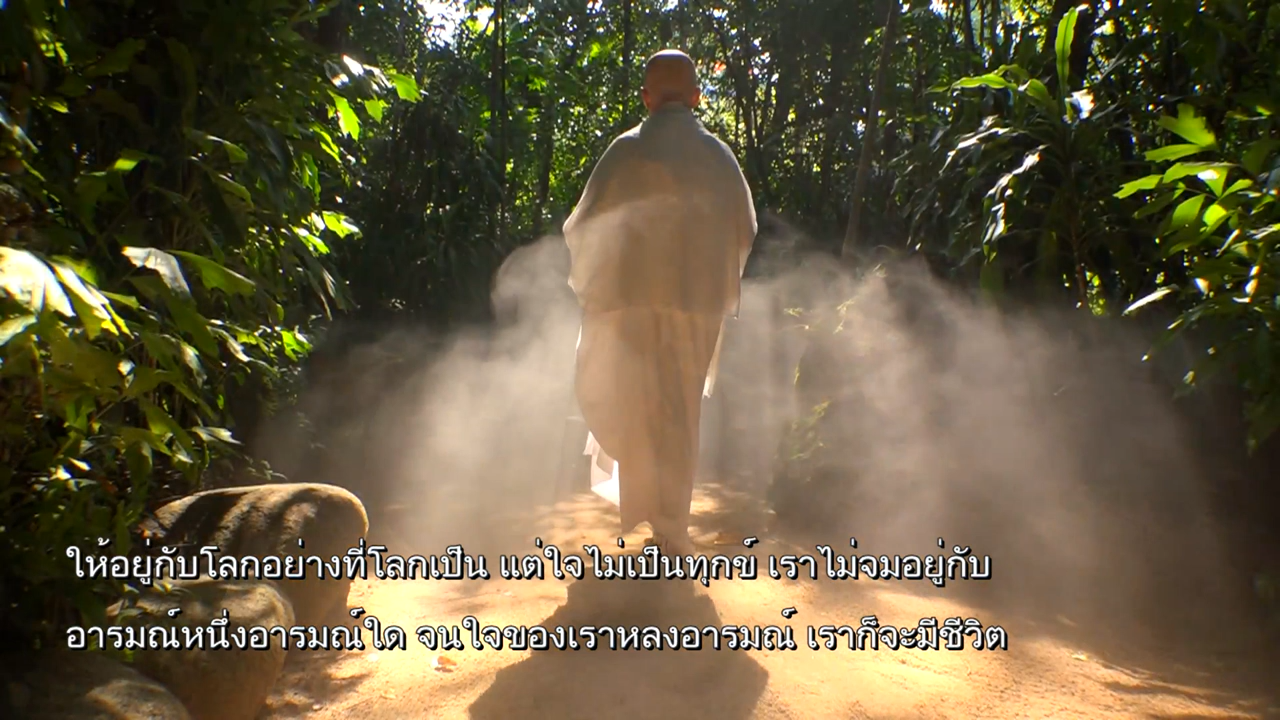 ให้อยู่กับโลกอย่างที่โลกเป็น แต่ใจไม่เป็นทุกข์ เราไม่จมอยู่กับ
อารมณ์หนึ่งอารมณ์ใด จนใจของเราหลงอารมณ์ เราก็จะมีชีวิต